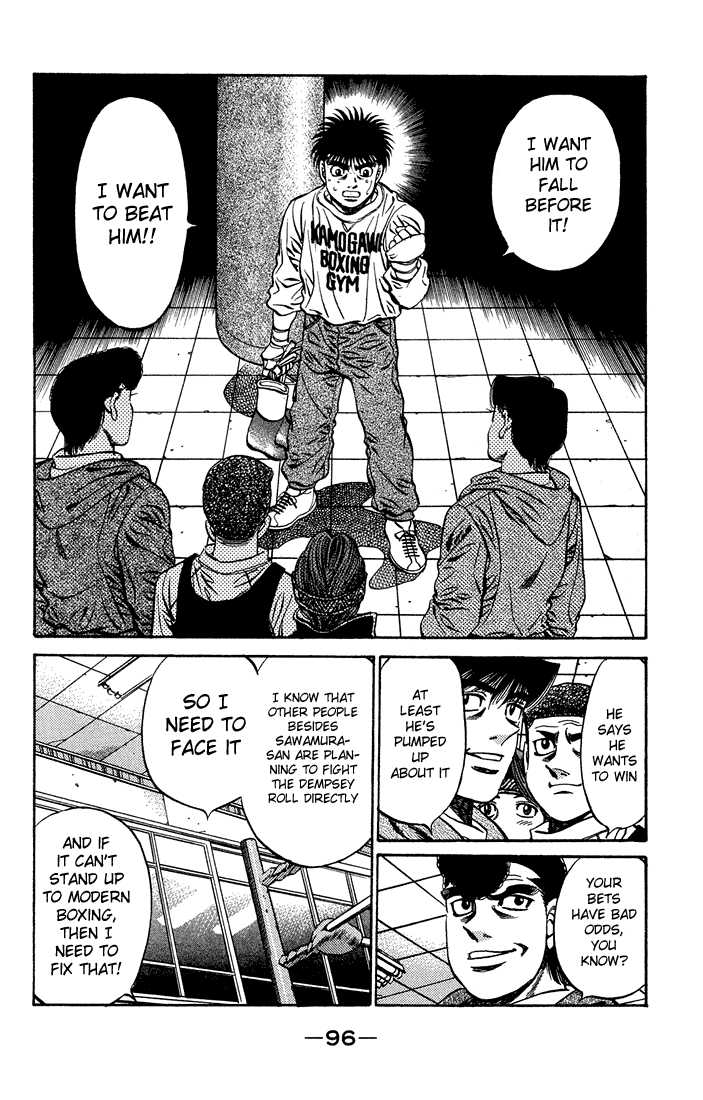 I WANT
HIM TO
FALL
BEFORE
IT!
I WANT
TO BEAT
HIM!!
KAMOGAWA
BOXING
GYM
HE
SAYS
HE
WANTS
TO WIN
AT
LEAST
HE'S
PUMPED
UP
ABOUT IT
YOUR
BETS
HAVE BAD
ODDS,
YOU
KNOW?
I KNOW THAT
OTHER PEOPLE
BESIDES
SAWAMURA-
SAN ARE PLAN-
NING TO FIGHT
THE DEMPSEY
ROLL DIRECTLY
SO I
NEED TO
FACE IT
AND IF
IT CAN'T
STAND UP
TO MODERN
BOXING,
THEN I
NEED TO
FIX THAT!
—96—